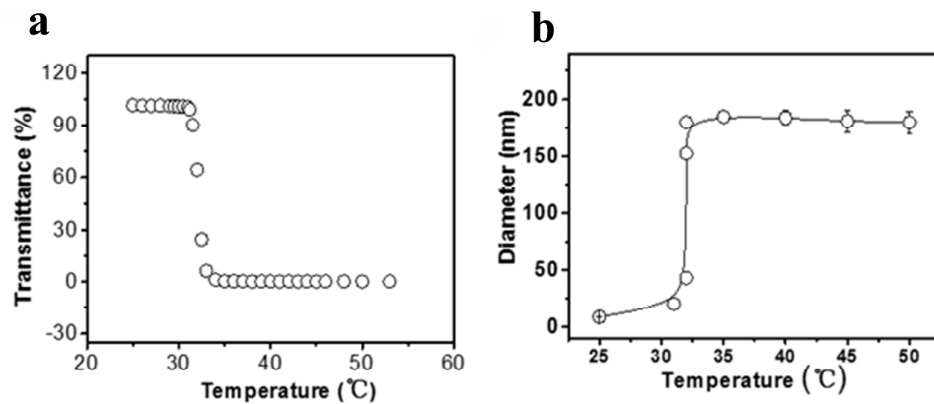 a
120
90
60
30
0
-30
Transmittance (%)
20 30 40 50 60
Temperature (℃)
b
200
150
100
50
0
Diameter (nm)
25 30 35 40 45 50
Temperature (℃)